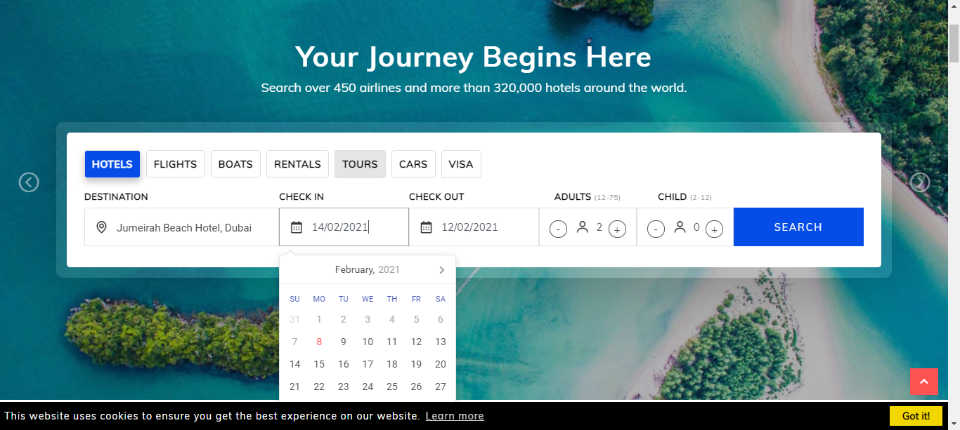 Your Journey Begins Here
Search over 450 airlines and more than 320,000 hotels around the world.
HOTELS FLIGHTS BOATS RENTALS TOURS CARS VISA
DESTINATION CHECK IN CHECK OUT ADULTS (12-75) CHILD (2-12)
Jumeirah Beach Hotel, Dubai 14/02/2021 12/02/2021 - 2 + - 0 + SEARCH
February, 2021
SU MO TU WE TH FR SA
31 1 2 3 4 5 6
7 8 9 10 11 12 13
14 15 16 17 18 19 20
21 22 23 24 25 26 27
This website uses cookies to ensure you get the best experience on our website. Learn more Got it!